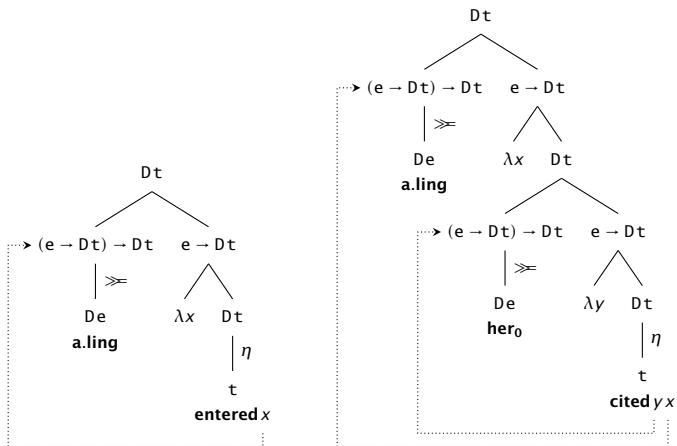 Dt
(e → Dt) → Dt e → Dt
≫=
De λx Dt
a.ling
η
t
entered x
Dt
(e → Dt) → Dt e → Dt
≫=
De λx Dt
a.ling
(e → Dt) → Dt e → Dt
≫=
De λy Dt
her₀
η
t
cited y x